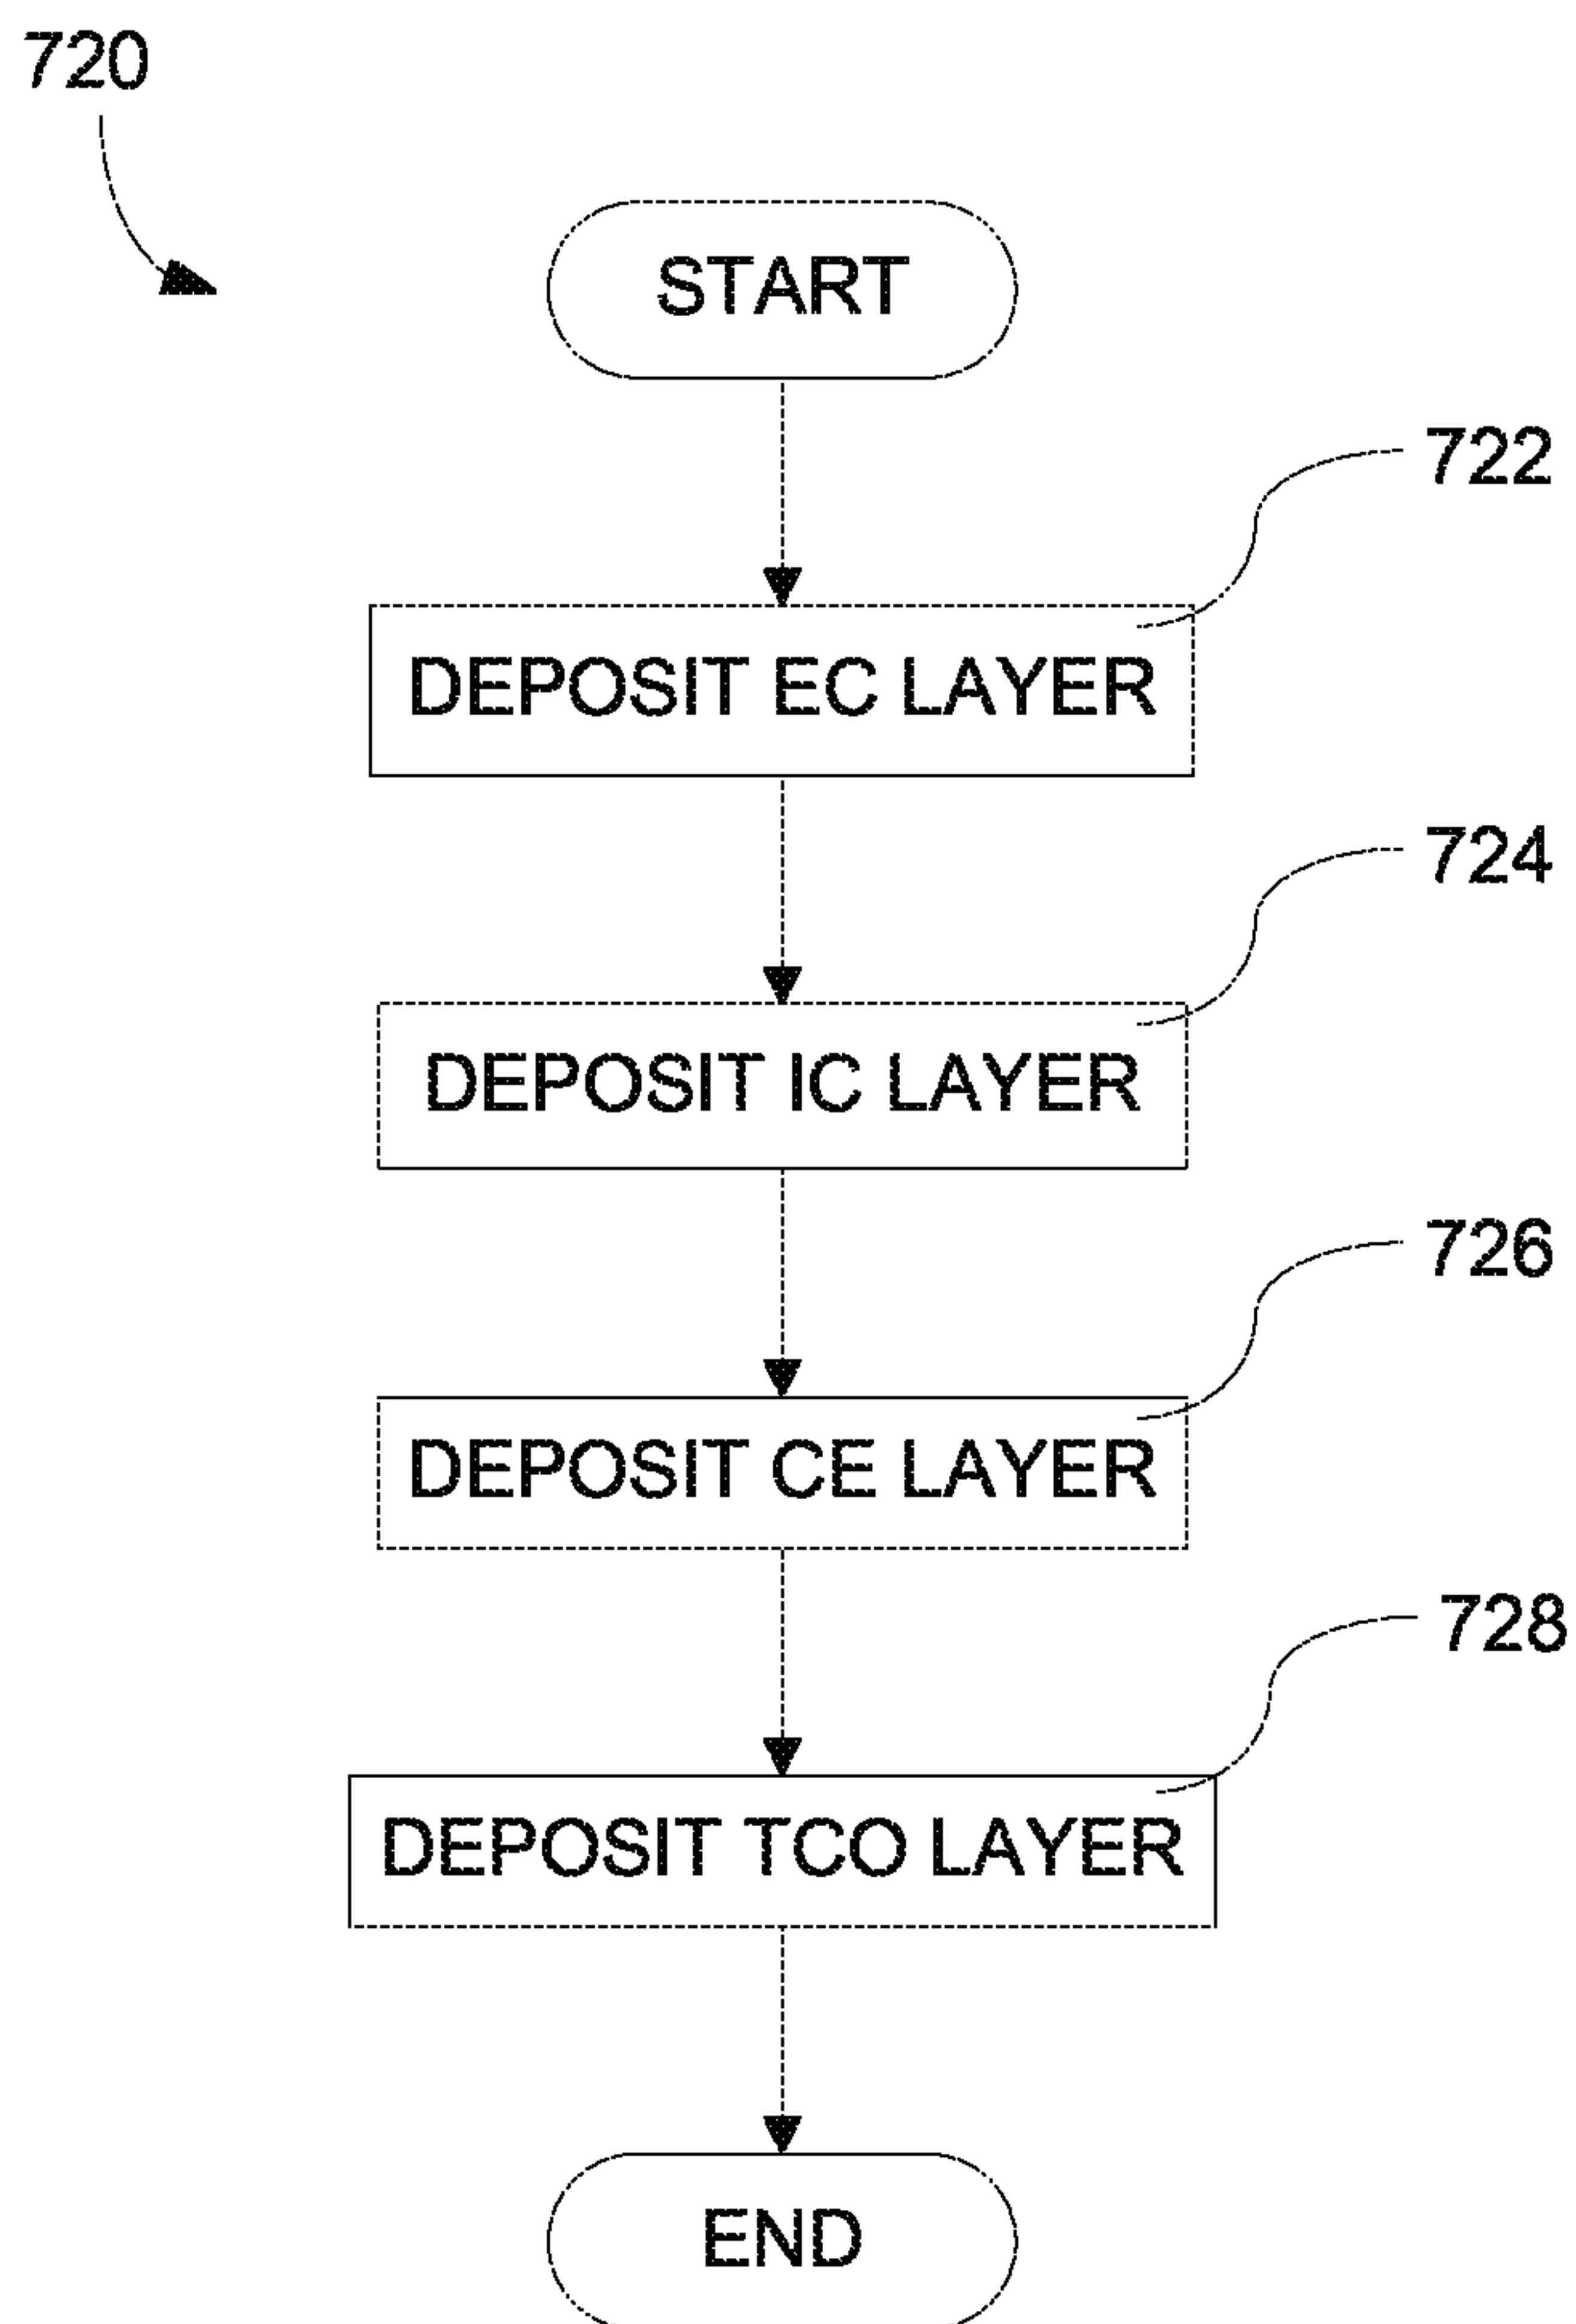 720
START
722
DEPOSIT EC LAYER
724
DEPOSIT IC LAYER
726
DEPOSIT CE LAYER
728
DEPOSIT TCO LAYER
END